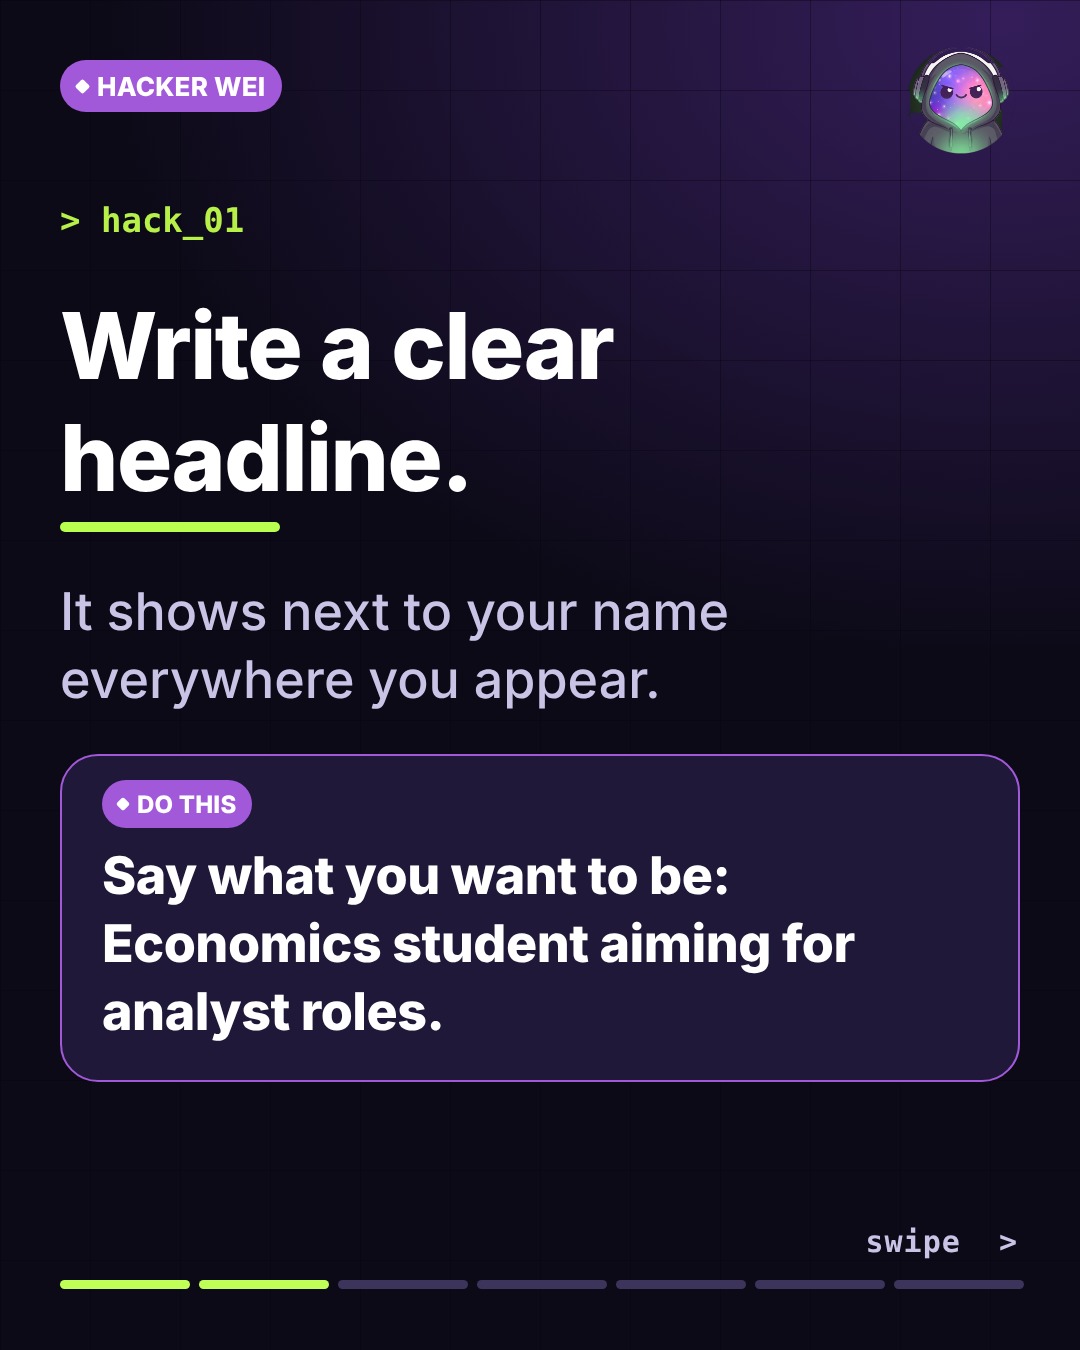 HACKER WEI
> hack_01
Write a clear
headline.
It shows next to your name
everywhere you appear.
DO THIS
Say what you want to be:
Economics student aiming for
analyst roles.
swipe >